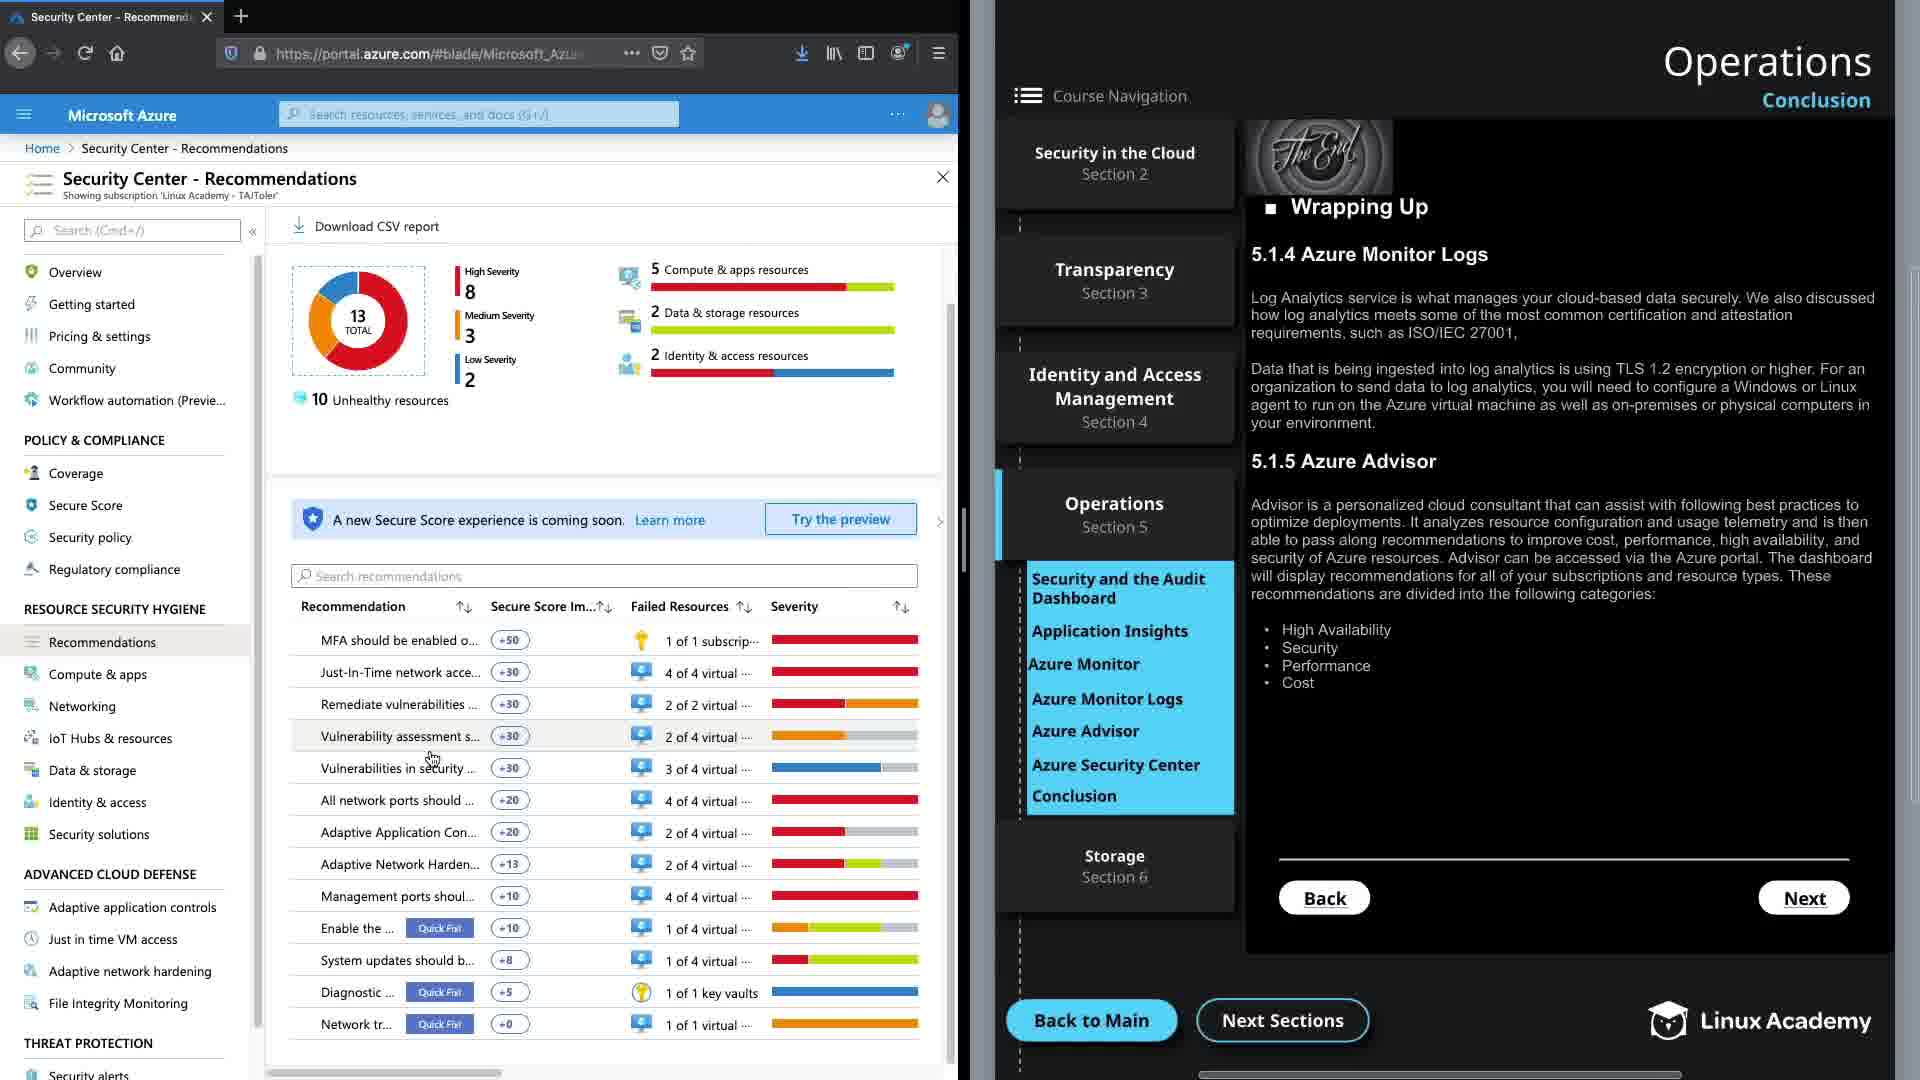 Security Center - Recommend
https://portal.azure.com/#blade/Microsoft_Azu
Microsoft Azure
Search resources, services, and docs (G+/)
Home > Security Center - Recommendations
Security Center - Recommendations
Showing subscription 'Linux Academy - TAJToler'
Search (Cmd+/)
Overview
Getting started
Pricing & settings
Community
Workflow automation (Previe...
POLICY & COMPLIANCE
Coverage
Secure Score
Security policy
Regulatory compliance
RESOURCE SECURITY HYGIENE
Recommendations
Compute & apps
Networking
IoT Hubs & resources
Data & storage
Identity & access
Security solutions
ADVANCED CLOUD DEFENSE
Adaptive application controls
Just in time VM access
Adaptive network hardening
File Integrity Monitoring
THREAT PROTECTION
Security alerts
Download CSV report
13
TOTAL
High Severity
8
Medium Severity
3
Low Severity
2
5 Compute & apps resources
2 Data & storage resources
2 Identity & access resources
10 Unhealthy resources
A new Secure Score experience is coming soon. Learn more
Try the preview
Search recommendations
Recommendation Secure Score Im... Failed Resources Severity
MFA should be enabled o... +50 1 of 1 subscrip...
Just-In-Time network acce... +30 4 of 4 virtual ...
Remediate vulnerabilities ... +30 2 of 2 virtual ...
Vulnerability assessment s... +30 2 of 4 virtual ...
Vulnerabilities in security ... +30 3 of 4 virtual ...
All network ports should ... +20 4 of 4 virtual ...
Adaptive Application Con... +20 2 of 4 virtual ...
Adaptive Network Harden... +13 2 of 4 virtual ...
Management ports shoul... +10 4 of 4 virtual ...
Enable the ... Quick Fix! +10 1 of 4 virtual ...
System updates should b... +8 1 of 4 virtual ...
Diagnostic ... Quick Fix! +5 1 of 1 key vaults
Network tr... Quick Fix! +0 1 of 1 virtual ...
Operations
Conclusion
Course Navigation
Security in the Cloud
Section 2
Transparency
Section 3
Identity and Access
Management
Section 4
Operations
Section 5
Security and the Audit
Dashboard
Application Insights
Azure Monitor
Azure Monitor Logs
Azure Advisor
Azure Security Center
Conclusion
Storage
Section 6
The End
■ Wrapping Up
5.1.4 Azure Monitor Logs
Log Analytics service is what manages your cloud-based data securely. We also discussed
how log analytics meets some of the most common certification and attestation
requirements, such as ISO/IEC 27001,
Data that is being ingested into log analytics is using TLS 1.2 encryption or higher. For an
organization to send data to log analytics, you will need to configure a Windows or Linux
agent to run on the Azure virtual machine as well as on-premises or physical computers in
your environment.
5.1.5 Azure Advisor
Advisor is a personalized cloud consultant that can assist with following best practices to
optimize deployments. It analyzes resource configuration and usage telemetry and is then
able to pass along recommendations to improve cost, performance, high availability, and
security of Azure resources. Advisor can be accessed via the Azure portal. The dashboard
will display recommendations for all of your subscriptions and resource types. These
recommendations are divided into the following categories:
• High Availability
• Security
• Performance
• Cost
Back
Next
Back to Main
Next Sections
Linux Academy